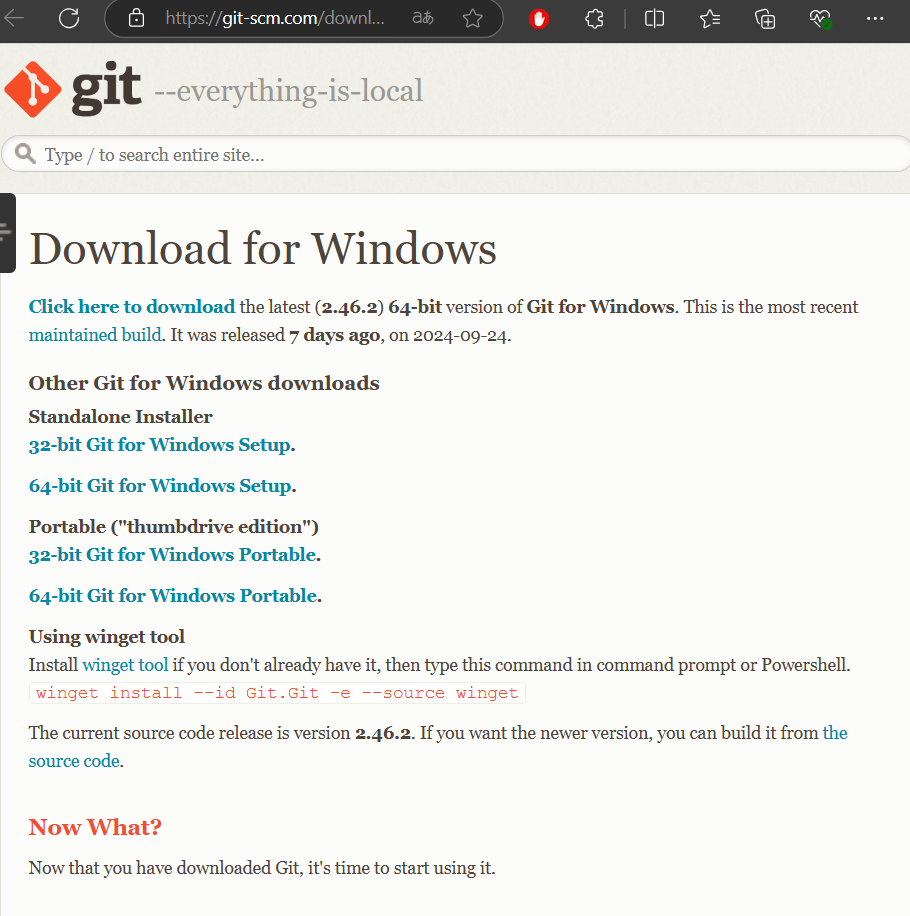 https://git-scm.com/downl...
aあ
git --everything-is-local
Type / to search entire site...
Download for Windows
Click here to download the latest (2.46.2) 64-bit version of Git for Windows. This is the most recent
maintained build. It was released 7 days ago, on 2024-09-24.
Other Git for Windows downloads
Standalone Installer
32-bit Git for Windows Setup.
64-bit Git for Windows Setup.
Portable ("thumbdrive edition")
32-bit Git for Windows Portable.
64-bit Git for Windows Portable.
Using winget tool
Install winget tool if you don't already have it, then type this command in command prompt or Powershell.
winget install --id Git.Git -e --source winget
The current source code release is version 2.46.2. If you want the newer version, you can build it from the
source code.
Now What?
Now that you have downloaded Git, it's time to start using it.